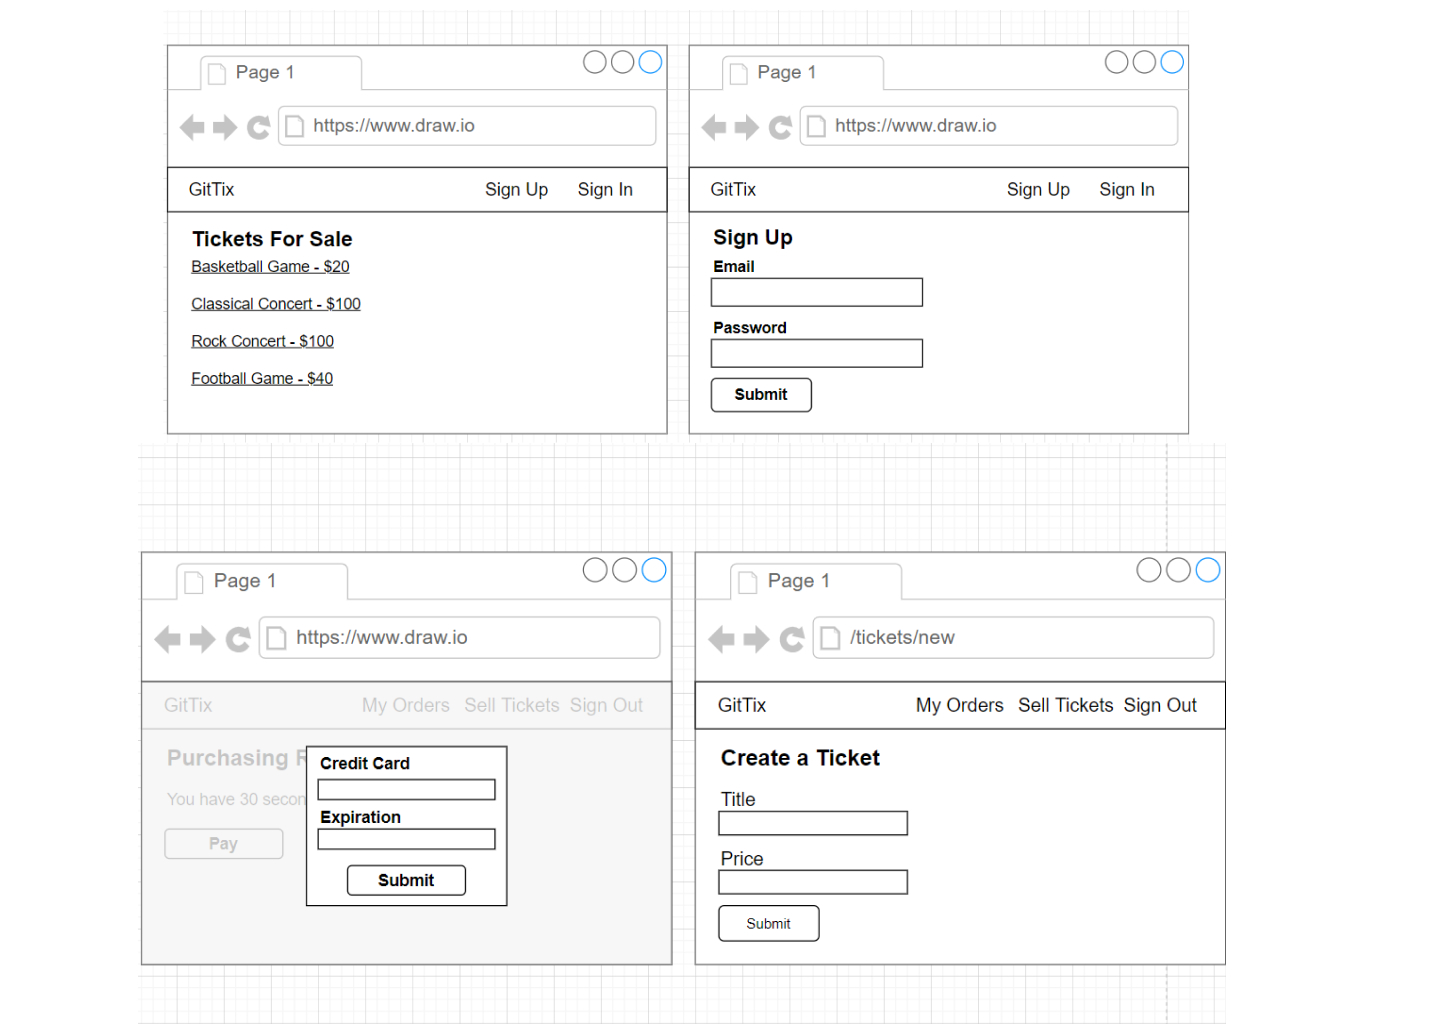 Page 1
https://www.draw.io
GitTix Sign Up Sign In
Tickets For Sale
Basketball Game - $20
Classical Concert - $100
Rock Concert - $100
Football Game - $40
Page 1
https://www.draw.io
GitTix Sign Up Sign In
Sign Up
Email
Password
Submit
Page 1
https://www.draw.io
GitTix My Orders Sell Tickets Sign Out
Purchasing
You have 30
Pay
Credit Card
Expiration
Submit
Page 1
/tickets/new
GitTix My Orders Sell Tickets Sign Out
Create a Ticket
Title
Price
Submit